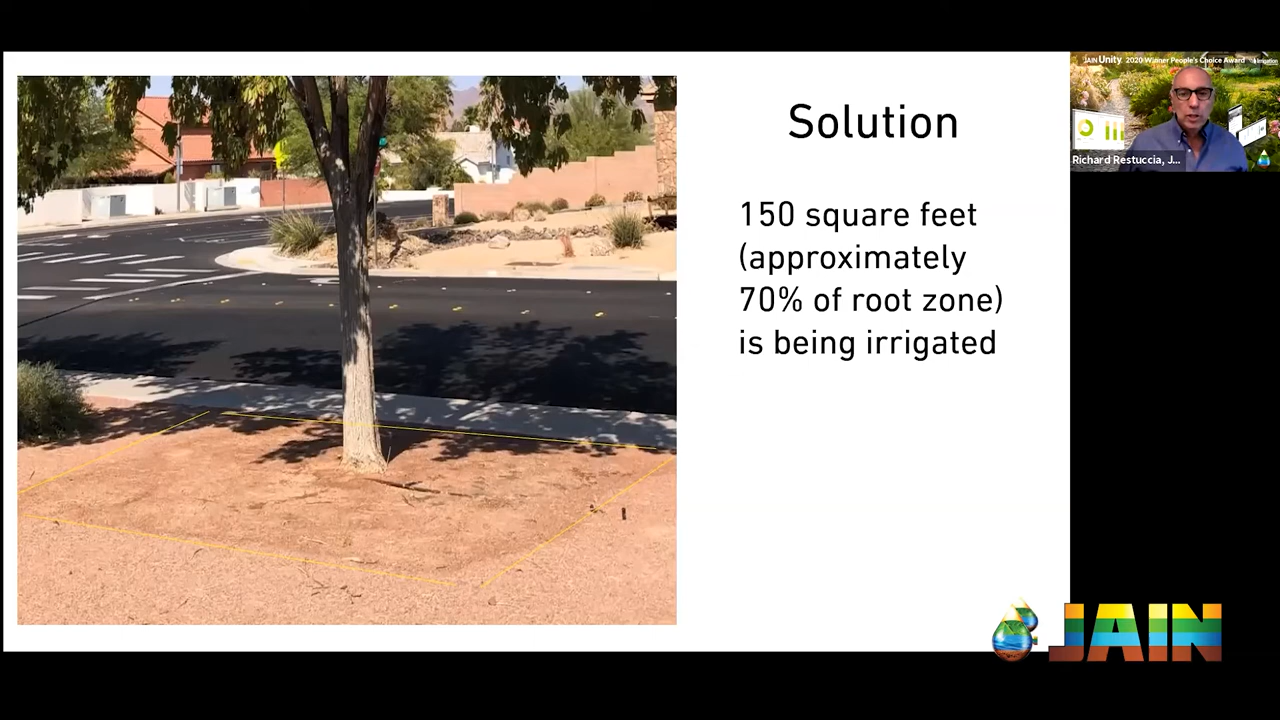 Solution
150 square feet
(approximately
70% of root zone)
is being irrigated
JAIN Unity 2020 Winner People's Choice Award
Richard Restuccia, J...
JAIN